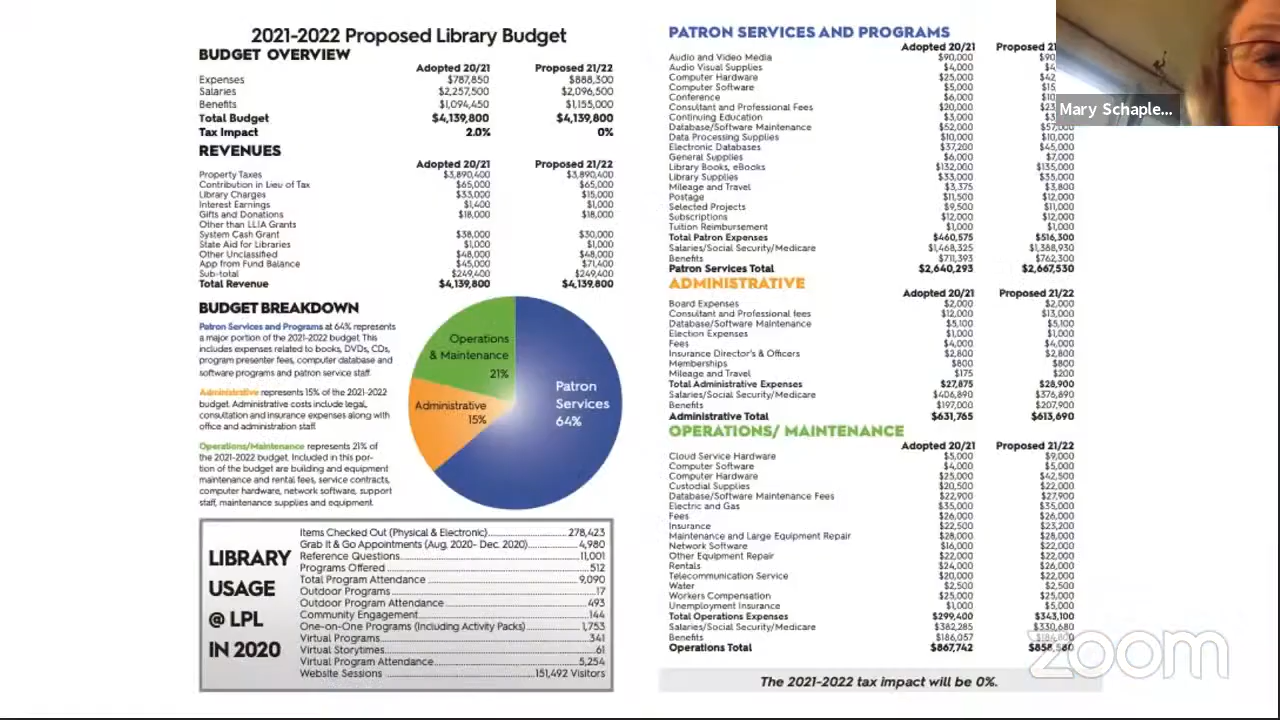 2021-2022 Proposed Library Budget
BUDGET OVERVIEW
Adopted 20/21 Proposed 21/22
Expenses $787,850 $888,300
Salaries $2,257,500 $2,096,500
Benefits $1,094,450 $1,155,000
Total Budget $4,139,800 $4,139,800
Tax Impact 2.0% 0%
REVENUES
Adopted 20/21 Proposed 21/22
Property Taxes $3,890,400 $3,890,400
Contribution in Lieu of Tax $65,000 $65,000
Library Charges $33,000 $15,000
Interest Earnings $1,400 $1,000
Gifts and Donations $18,000 $18,000
Other than LLIA Grants
System Cash Grant $38,000 $30,000
State Aid for Libraries $1,000 $1,000
Other Unclassified $48,000 $48,000
App from Fund Balance $45,000 $71,400
Sub-total $249,400 $249,400
Total Revenue $4,139,800 $4,139,800
BUDGET BREAKDOWN
Patron Services and Programs at 64% represents
a major portion of the 2021-2022 budget. This
includes expenses related to books, DVDs, CDs,
program presenter fees, computer database and
software programs and patron service staff.
Administrative represents 15% of the 2021-2022
budget. Administrative costs include legal,
consultation and insurance expenses along with
office and administration staff.
Operations/Maintenance represents 21% of
the 2021-2022 budget. Included in this por-
tion of the budget are building and equipment
maintenance and rental fees, service contracts,
computer hardware, network software, support
staff, maintenance supplies and equipment.
Operations
& Maintenance
21%
Administrative
15%
Patron
Services
64%
LIBRARY
USAGE
@ LPL
IN 2020
Items Checked Out (Physical & Electronic) 278,423
Grab It & Go Appointments (Aug. 2020- Dec. 2020) 4,980
Reference Questions 11,001
Programs Offered 512
Total Program Attendance 9,090
Outdoor Programs 17
Outdoor Program Attendance 493
Community Engagement 144
One-on-One Programs (Including Activity Packs) 1,753
Virtual Programs 341
Virtual Storytimes 61
Virtual Program Attendance 5,254
Website Sessions 151,492 Visitors
PATRON SERVICES AND PROGRAMS
Adopted 20/21 Proposed 21
Audio and Video Media $90,000 $90
Audio Visual Supplies $4,000 $4
Computer Hardware $25,000 $42
Computer Software $5,000 $15
Conference $6,000 $10
Consultant and Professional Fees $20,000 $23
Continuing Education $3,000 $3
Database/Software Maintenance $52,000 $57,000
Data Processing Supplies $10,000 $10,000
Electronic Databases $37,200 $45,000
General Supplies $6,000 $7,000
Library Books, eBooks $132,000 $135,000
Library Supplies $33,000 $35,000
Mileage and Travel $3,375 $3,800
Postage $11,500 $12,000
Selected Projects $9,500 $11,000
Subscriptions $12,000 $12,000
Tuition Reimbursement $1,000 $1,000
Total Patron Expenses $460,575 $516,300
Salaries/Social Security/Medicare $1,468,325 $1,388,930
Benefits $711,393 $762,300
Patron Services Total $2,640,293 $2,667,530
ADMINISTRATIVE
Adopted 20/21 Proposed 21/22
Board Expenses $2,000 $2,000
Consultant and Professional fees $12,000 $13,000
Database/Software Maintenance $5,100 $5,100
Election Expenses $1,000 $1,000
Fees $4,000 $4,000
Insurance Director's & Officers $2,800 $2,800
Memberships $800 $800
Mileage and Travel $175 $200
Total Administrative Expenses $27,875 $28,900
Salaries/Social Security/Medicare $406,890 $376,890
Benefits $197,000 $207,900
Administrative Total $631,765 $613,690
OPERATIONS/ MAINTENANCE
Adopted 20/21 Proposed 21/22
Cloud Service Hardware $5,000 $9,000
Computer Software $4,000 $5,000
Computer Hardware $25,000 $42,500
Custodial Supplies $20,500 $22,000
Database/Software Maintenance Fees $22,900 $27,900
Electric and Gas $35,000 $35,000
Fees $26,000 $26,000
Insurance $22,500 $23,200
Maintenance and Large Equipment Repair $28,000 $28,000
Network Software $16,000 $22,000
Other Equipment Repair $22,000 $22,000
Rentals $24,000 $26,000
Telecommunication Service $20,000 $22,000
Water $2,500 $2,500
Workers Compensation $25,000 $25,000
Unemployment Insurance $1,000 $5,000
Total Operations Expenses $299,400 $343,100
Salaries/Social Security/Medicare $382,285 $330,680
Benefits $186,057 $184,800
Operations Total $867,742 $858,580
The 2021-2022 tax impact will be 0%.
Mary Schaple...
zoom